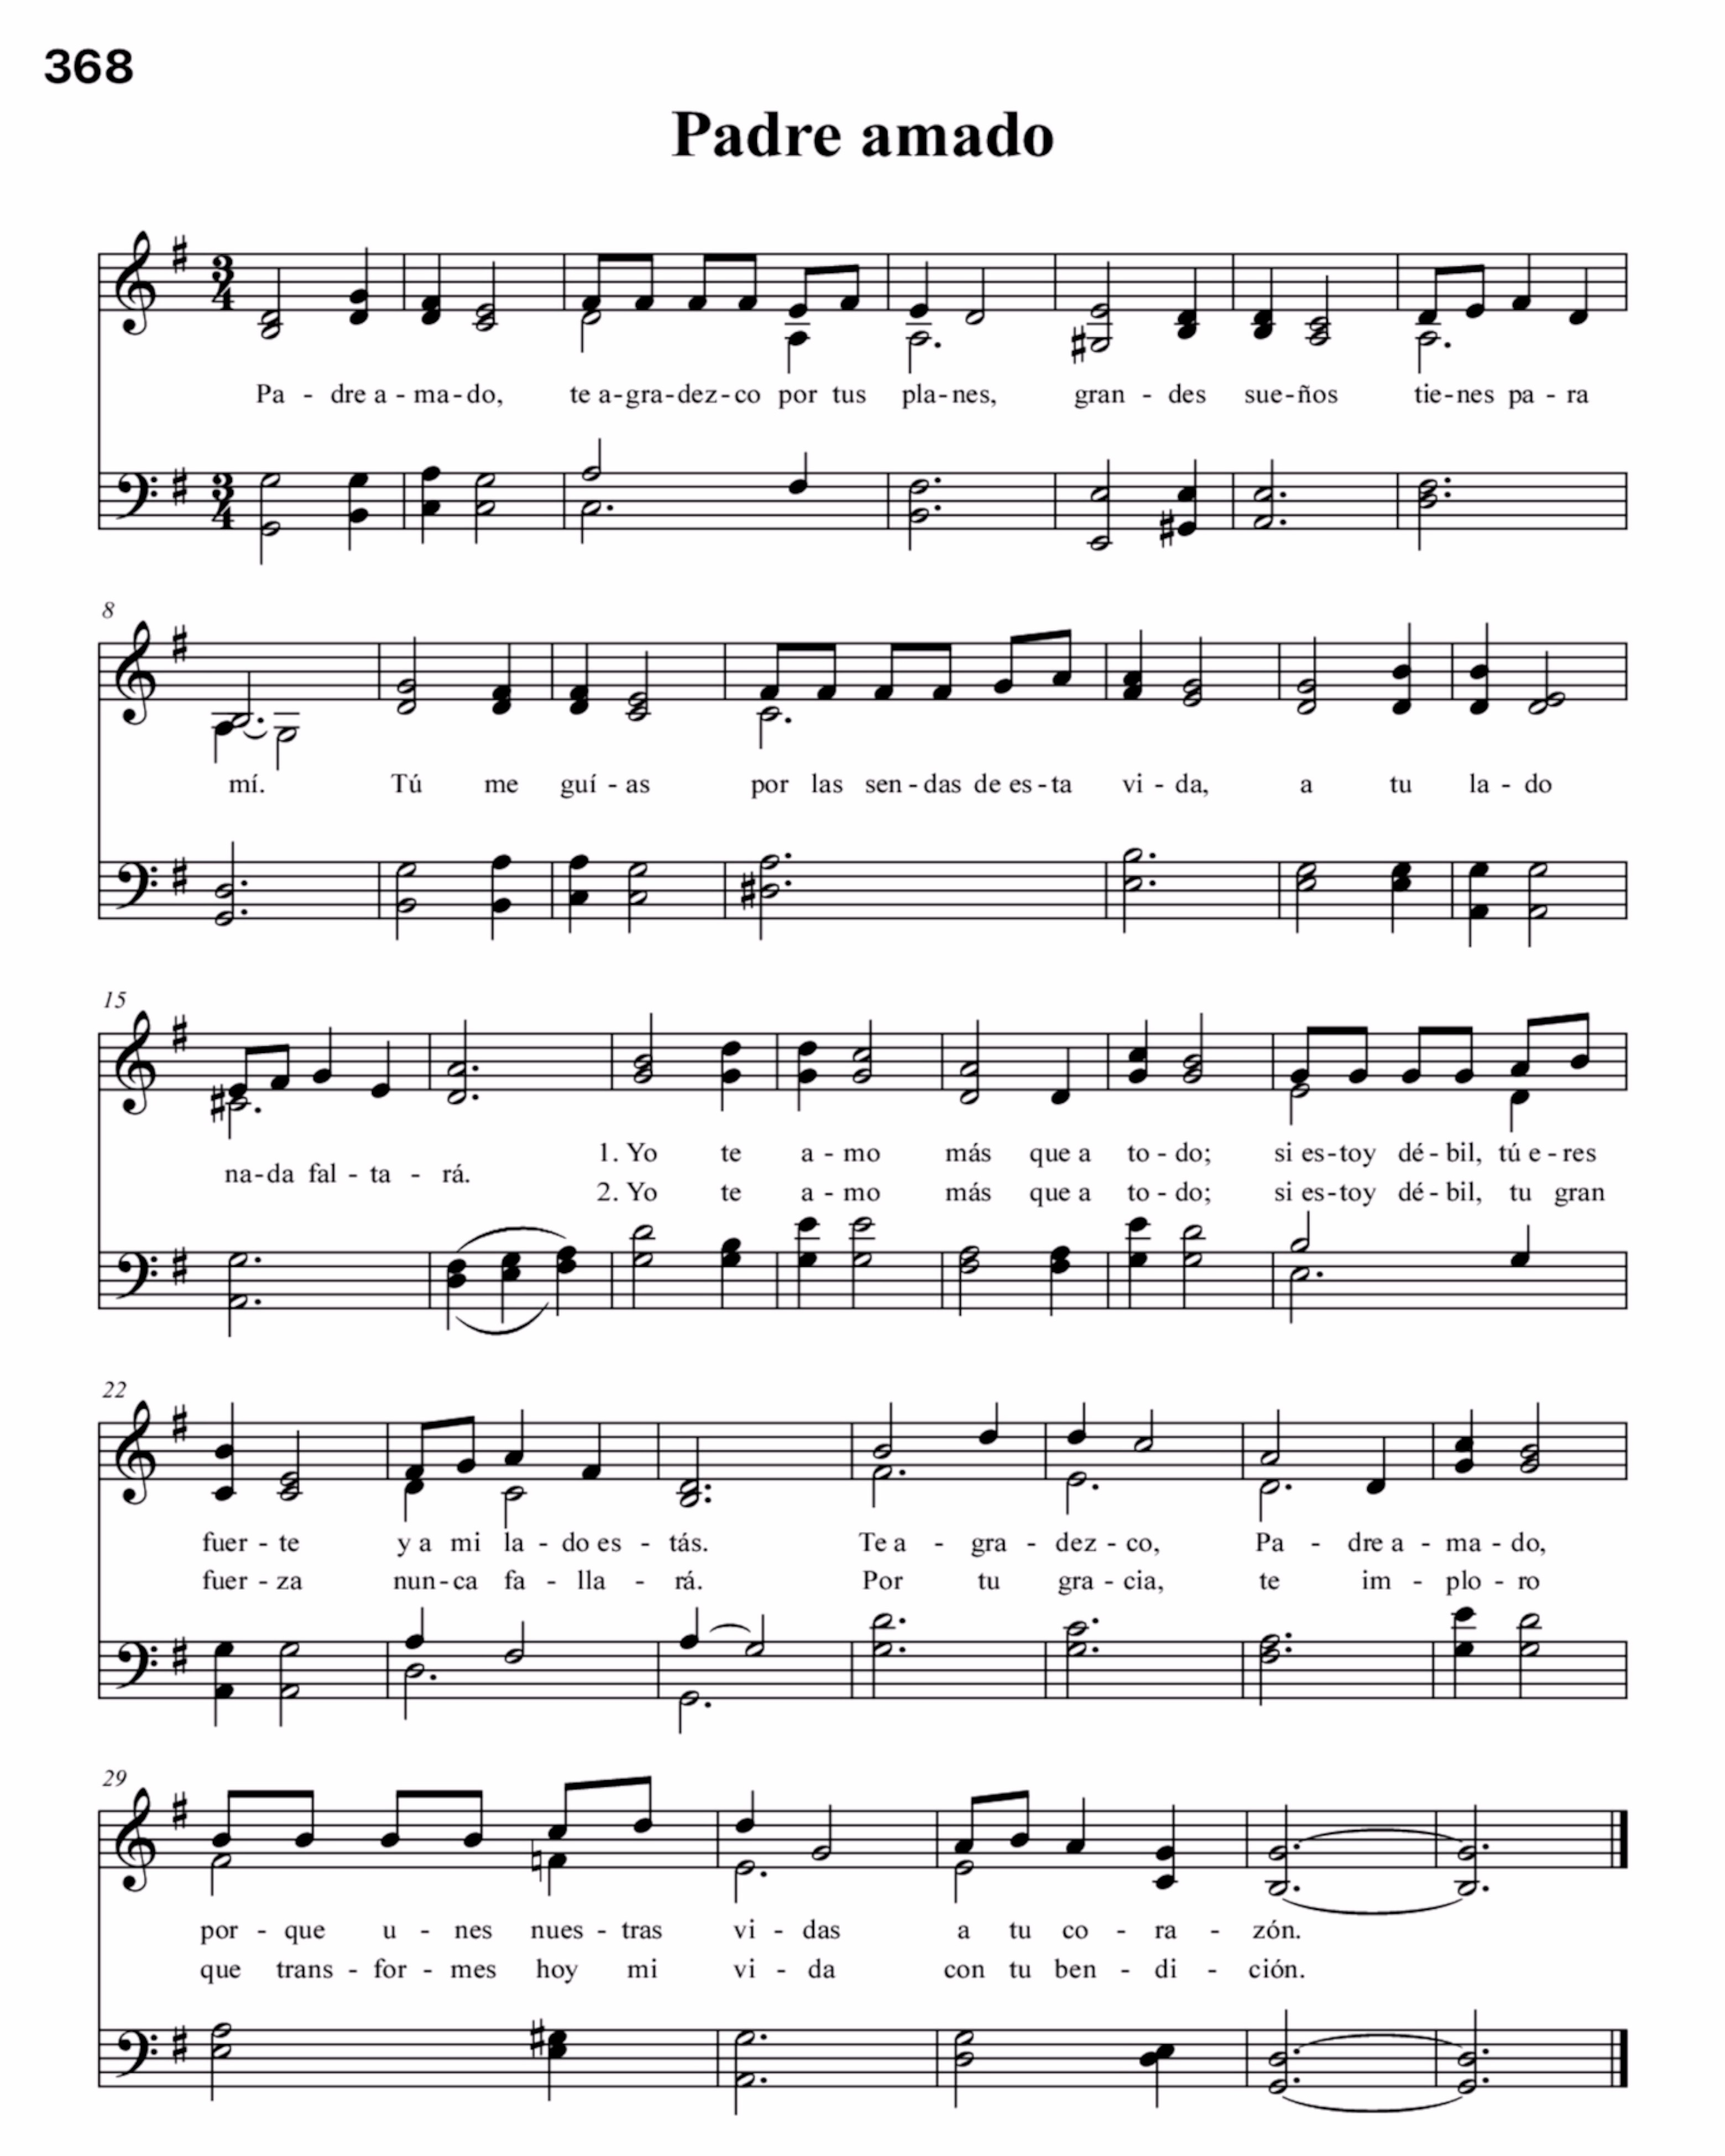 368
Padre amado
3
4
Pa - dre a - ma - do, te a - gra - dez - co por tus pla - nes, gran - des sue - ños tie - nes pa - ra
3
4
8
mí. Tú me guí - as por las sen - das de es - ta vi - da, a tu la - do
15
na - da fal - ta - rá.
1. Yo te a - mo más que a to - do; si es - toy dé - bil, tú e - res
2. Yo te a - mo más que a to - do; si es - toy dé - bil, tu gran
22
fuer - te y a mi la - do es - tás. Te a - gra - dez - co, Pa - dre a - ma - do,
fuer - za nun - ca fa - lla - rá. Por tu gra - cia, te im - plo - ro
29
por - que u - nes nues - tras vi - das a tu co - ra - zón.
que trans - for - mes hoy mi vi - da con tu ben - di - ción.